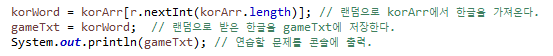 korWord = korArr[r.nextInt(korArr.length)]; // 랜덤으로 korArr에서 한글을 가져온다.
gameTxt = korWord;  // 랜덤으로 받은 한글을 gameTxt에 저장한다.
System.out.println(gameTxt); // 연습할 문제를 콘솔에 출력.